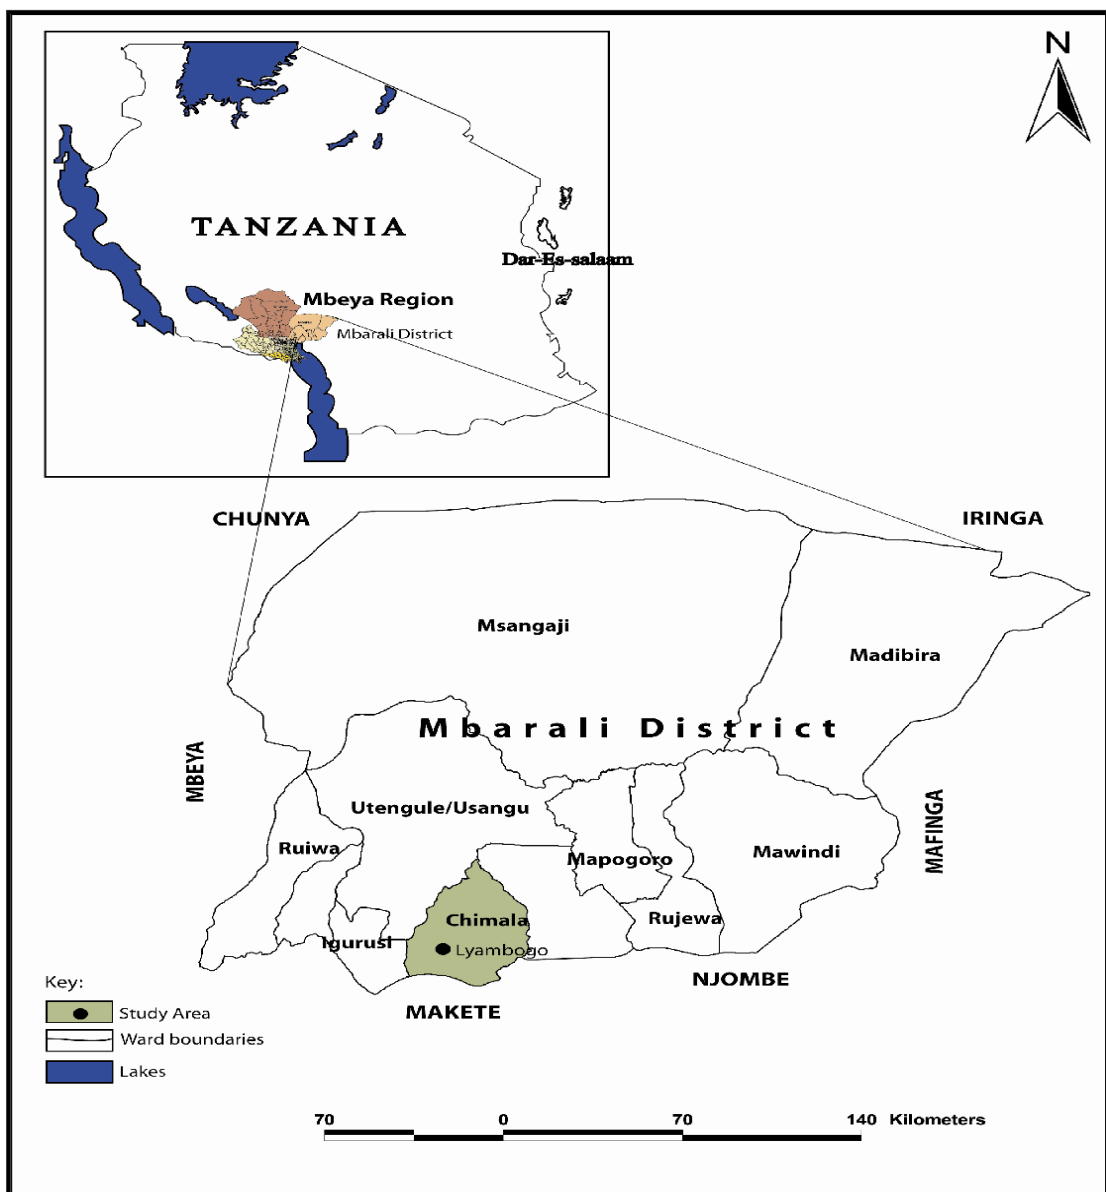 N
TANZANIA
Dar-Es-salaam
Mbeya Region
Mbarali District
CHUNYA
IRINGA
Msangaji
Madibira
Mbarali District
MBEYA
Utengule/Usangu
MAFINGA
Ruiwa
Mapogoro
Mawindi
Chimala
Rujewa
Igurusi
Lyambogo
NJOMBE
MAKETE
Key:
Study Area
Ward boundaries
Lakes
70 0 70 140 Kilometers